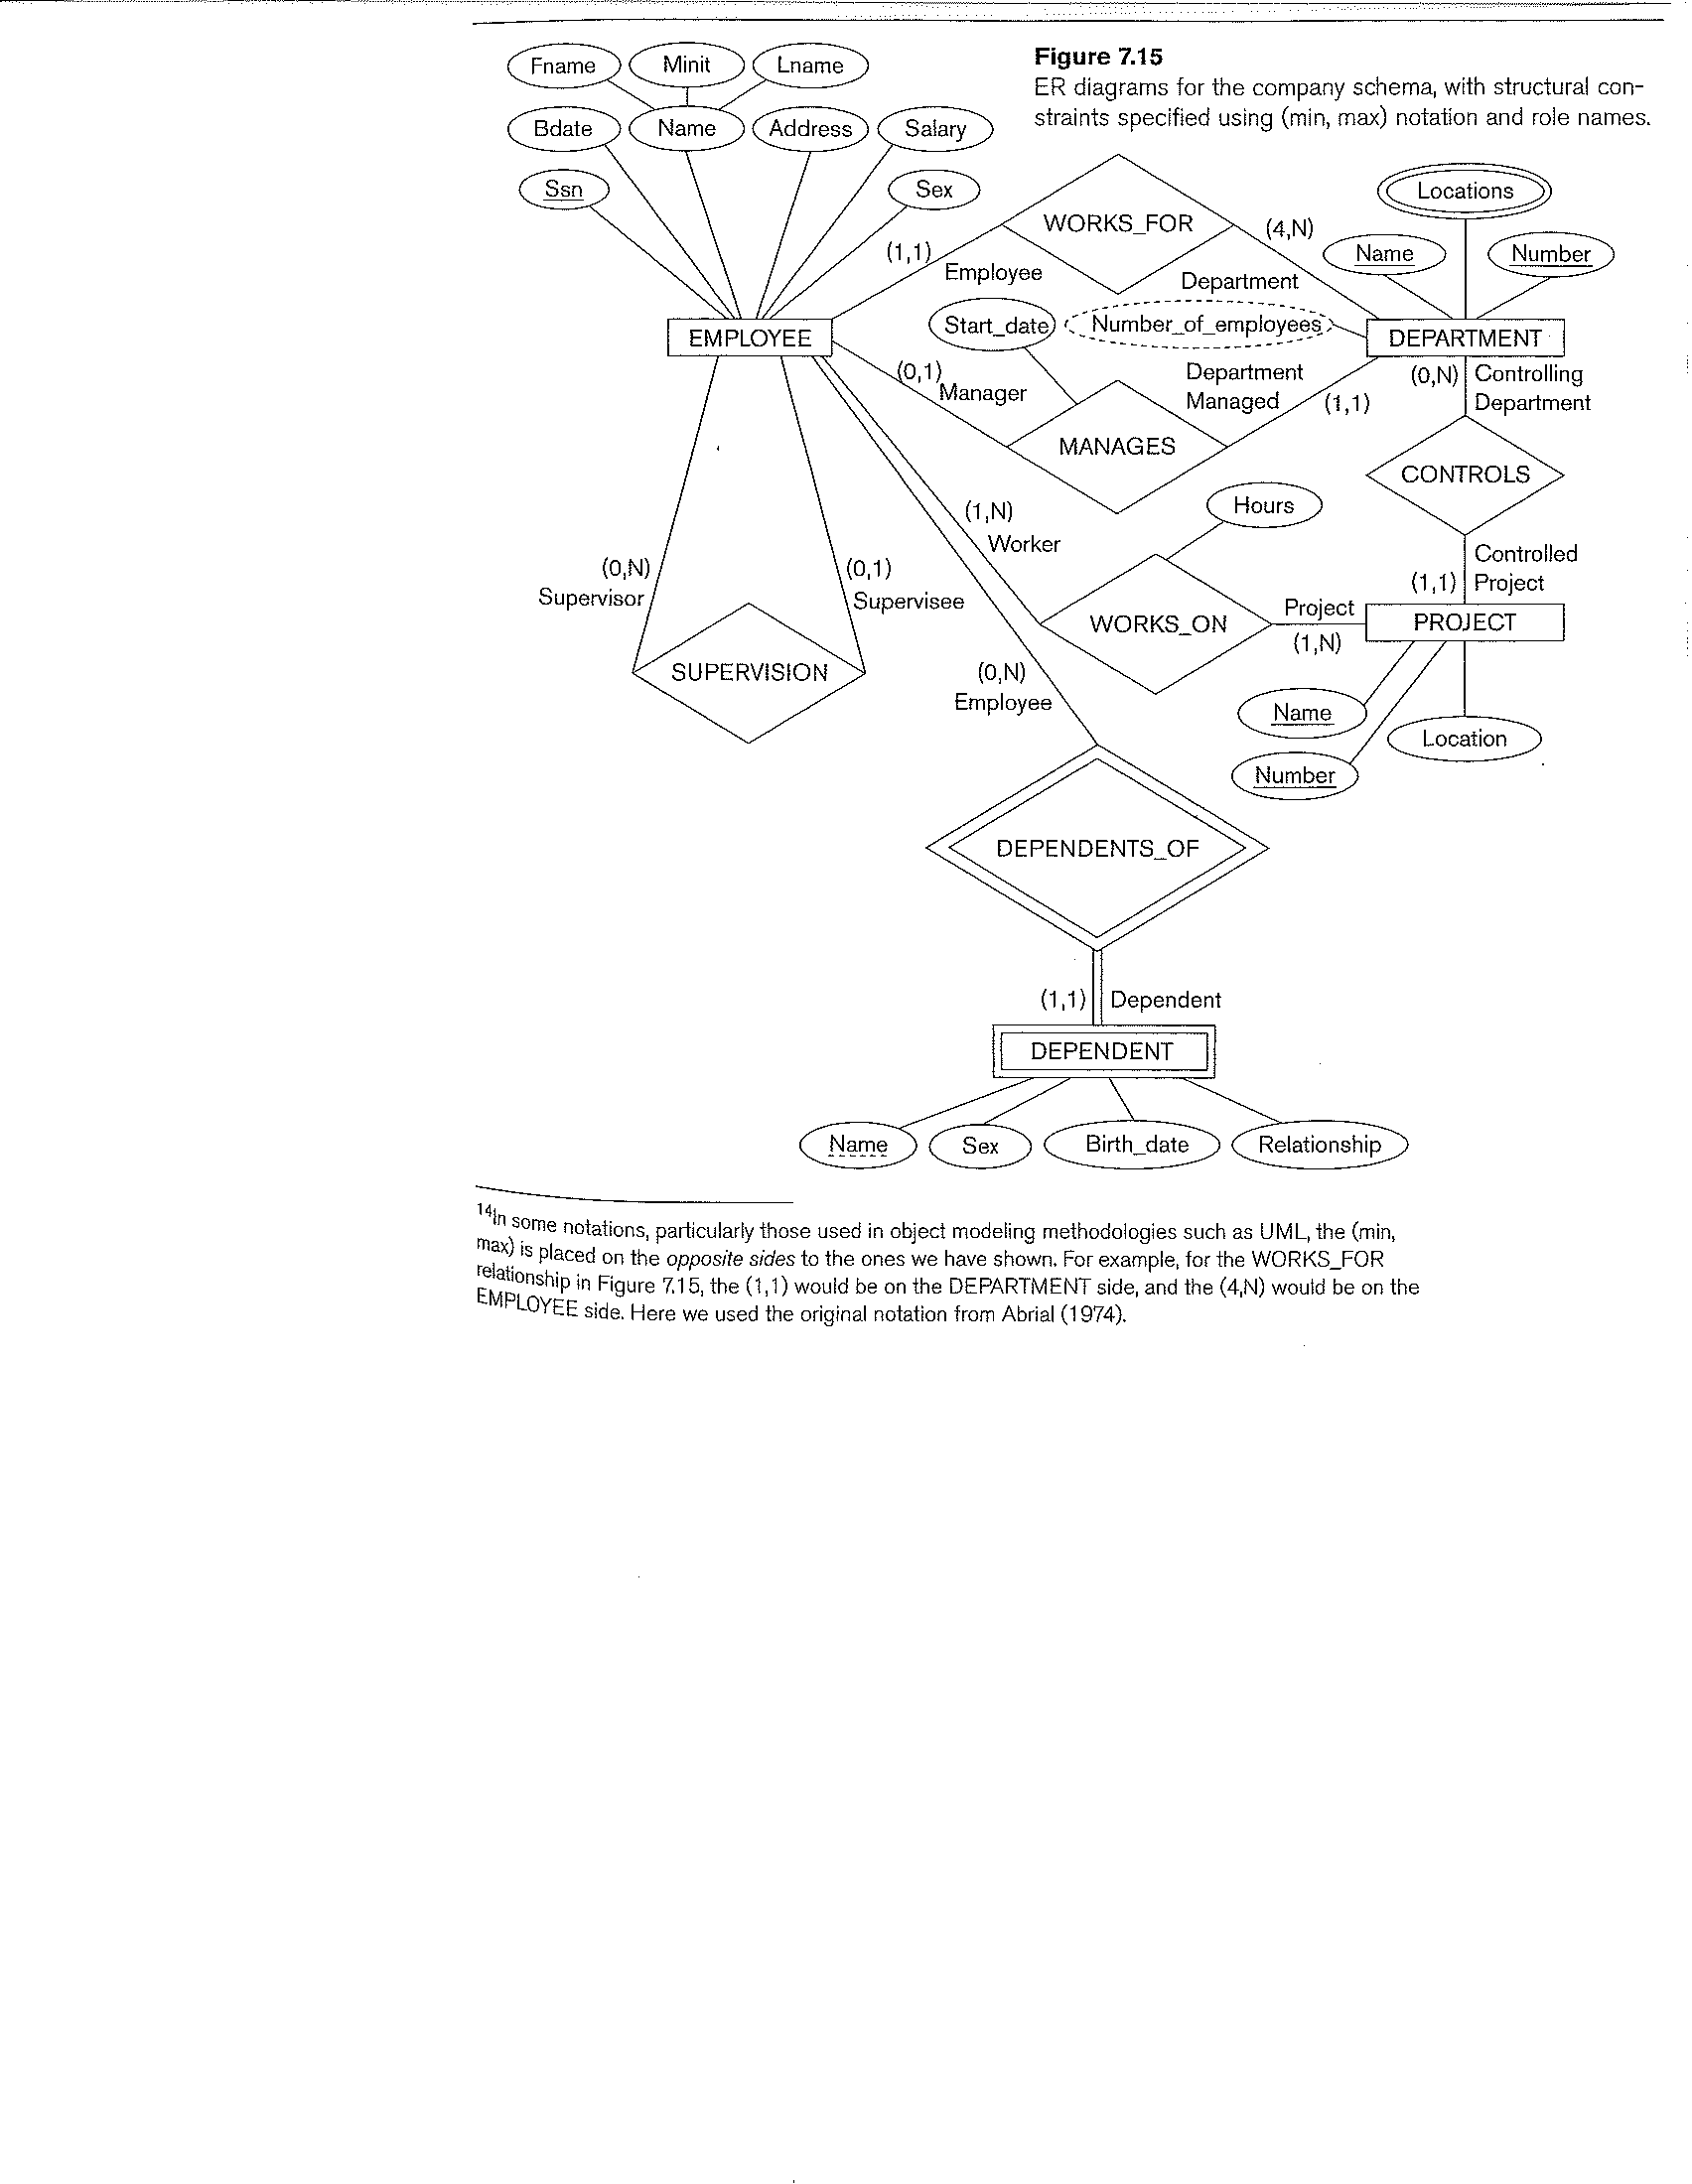 Figure 7.15
ER diagrams for the company schema, with structural con-
straints specified using (min, max) notation and role names.
Fname
Minit
Lname
Bdate
Name
Address
Salary
Ssn
Sex
WORKS_FOR
(1,1)
Employee
(4,N)
Department
Locations
Name
Number
Start_date
Number_of_employees
EMPLOYEE
DEPARTMENT
(0,1)
Manager
Department
Managed
(1,1)
MANAGES
(0,N)
Controlling
Department
CONTROLS
Hours
(1,N)
Worker
(0,N)
Supervisor
(0,1)
Supervisee
Controlled
Project
(1,1)
WORKS_ON
Project
(1,N)
PROJECT
SUPERVISION
(0,N)
Employee
Name
Number
Location
DEPENDENTS_OF
(1,1)
Dependent
DEPENDENT
Name
Sex
Birth_date
Relationship
14In some notations, particularly those used in object modeling methodologies such as UML, the (min,
max) is placed on the opposite sides to the ones we have shown. For example, for the WORKS_FOR
relationship in Figure 7.15, the (1,1) would be on the DEPARTMENT side, and the (4,N) would be on the
EMPLOYEE side. Here we used the original notation from Abrial (1974).